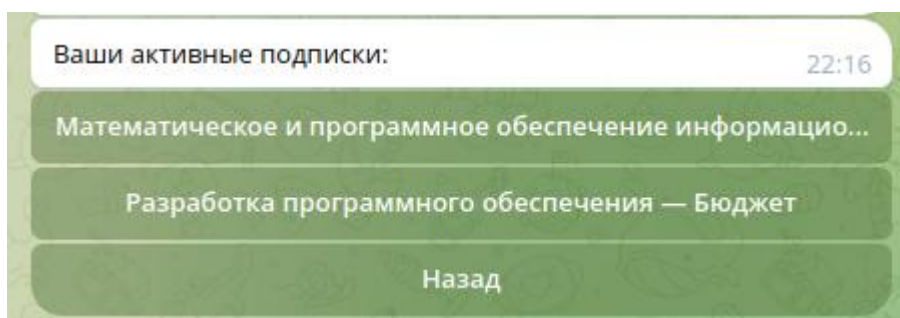 Ваши активные подписки:
22:16
Математическое и программное обеспечение информацио...
Разработка программного обеспечения — Бюджет
Назад